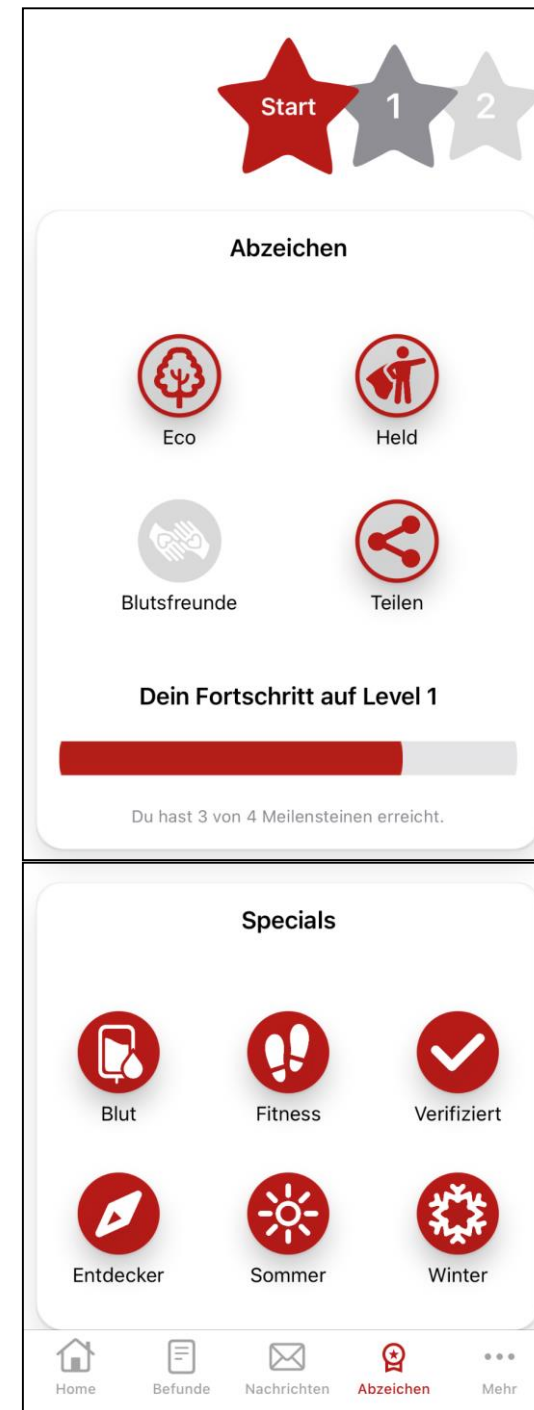 Start 1 2
Abzeichen
Eco Held
Blutsfreunde Teilen
Dein Fortschritt auf Level 1
Du hast 3 von 4 Meilensteinen erreicht.
Specials
Blut Fitness Verifiziert
Entdecker Sommer Winter
Home Befunde Nachrichten Abzeichen Mehr